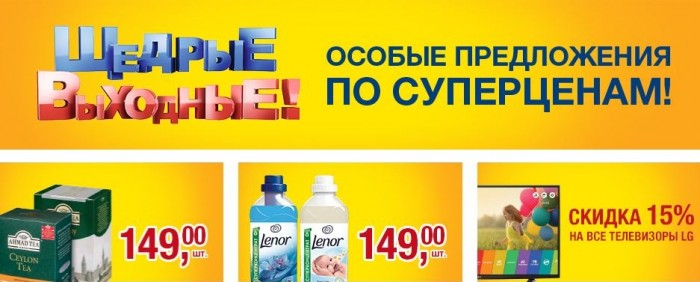 ЩЕДРЫЕ
ВЫХОДНЫЕ!
ОСОБЫЕ ПРЕДЛОЖЕНИЯ
ПО СУПЕРЦЕНАМ!
AHMAD TEA
CEYLON
TEA
149,00
шт.
Lenor
Lenor
149,00
шт.
СКИДКА 15%
НА ВСЕ ТЕЛЕВИЗОРЫ LG